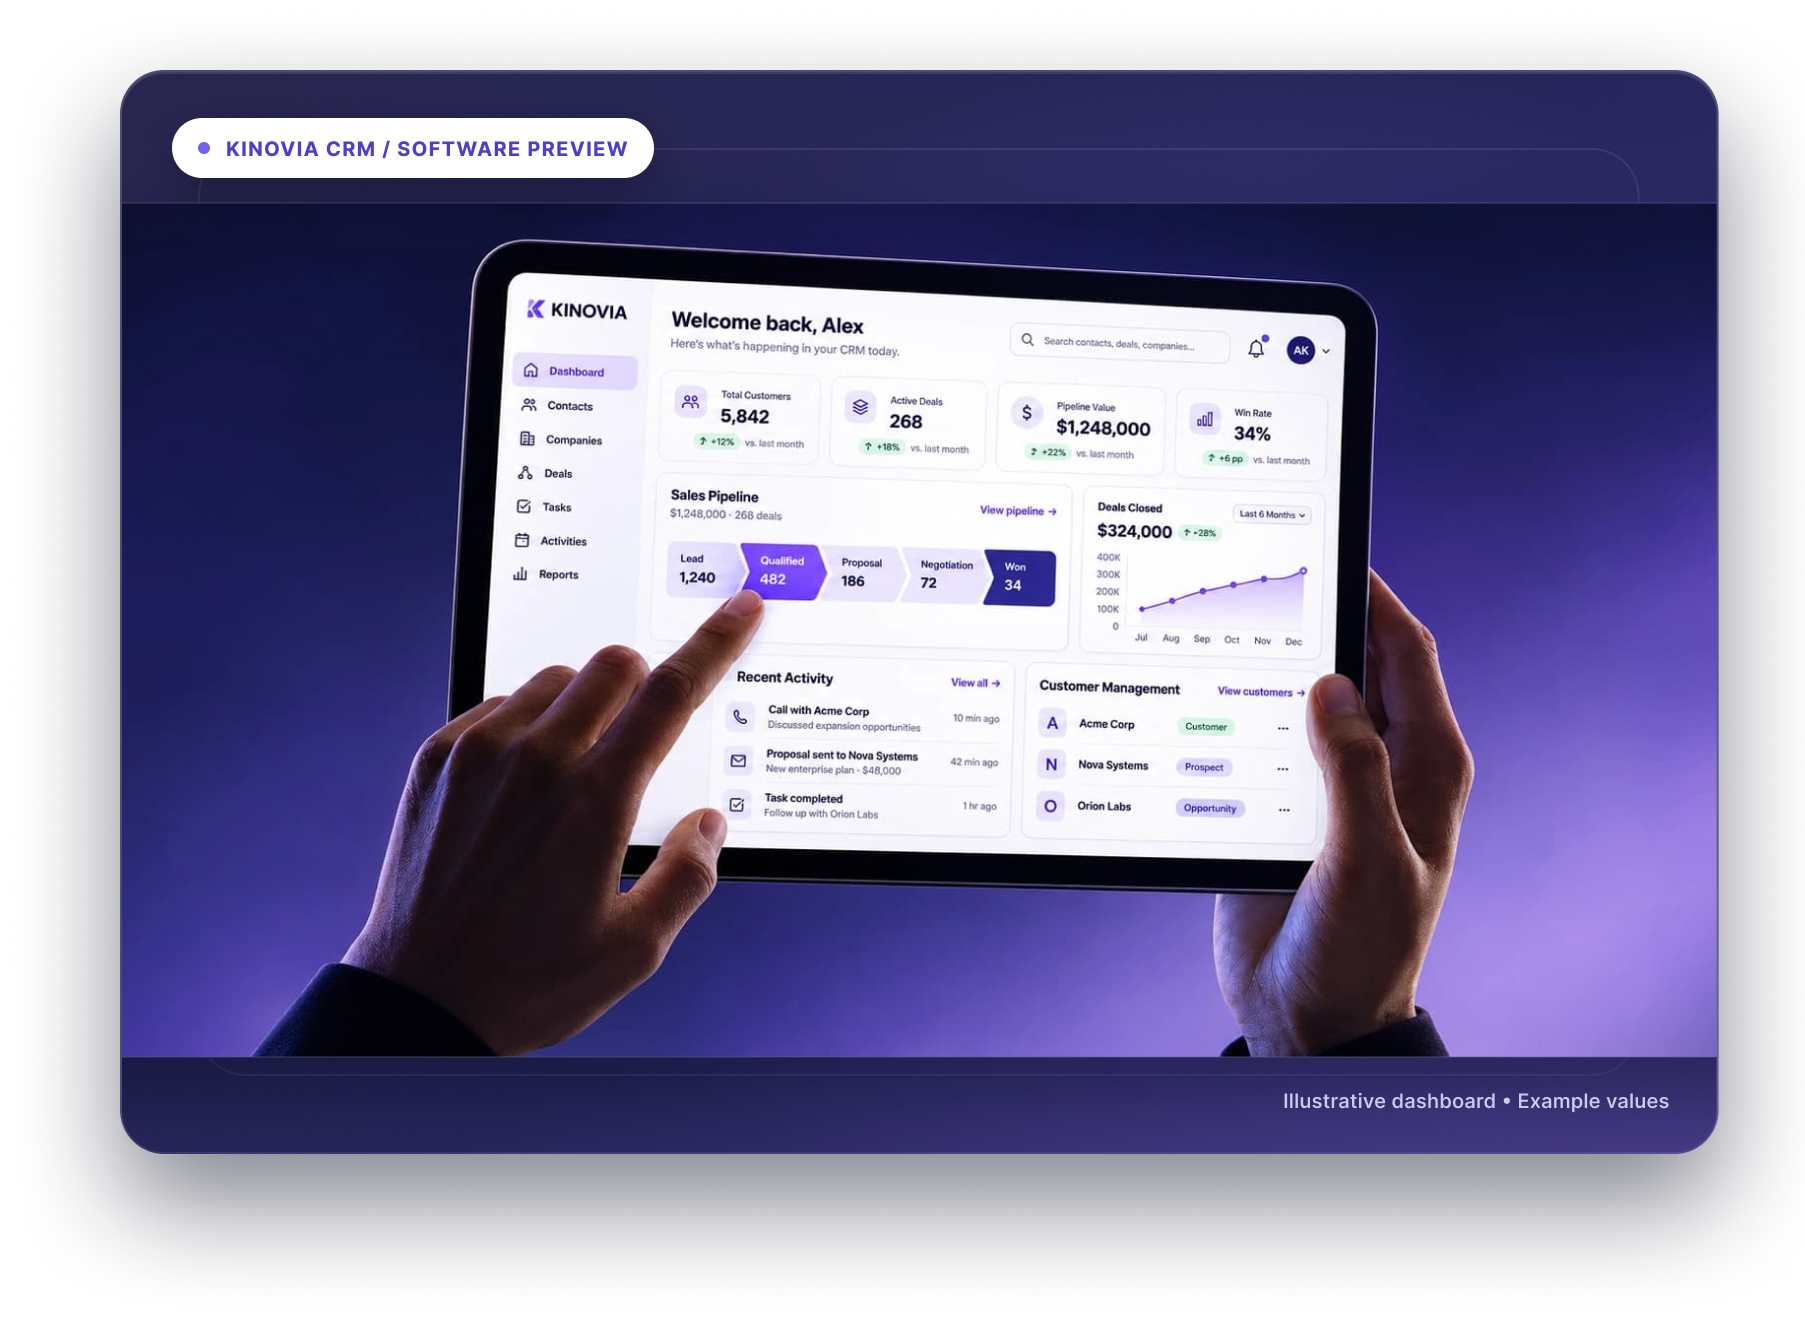 KINOVIA CRM / SOFTWARE PREVIEW
KINOVIA
Dashboard
Contacts
Companies
Deals
Tasks
Activities
Reports
Welcome back, Alex
Here's what's happening in your CRM today.
Search contacts, deals, companies...
AK
Total Customers
5,842
+12% vs. last month
Active Deals
268
+18% vs. last month
$
Pipeline Value
$1,248,000
+22% vs. last month
Win Rate
34%
+6 pp vs. last month
Sales Pipeline
$1,248,000 · 268 deals
View pipeline →
Lead
1,240
Qualified
482
Proposal
186
Negotiation
72
Won
34
Deals Closed
$324,000 +28%
Last 6 Months
400K
300K
200K
100K
0
Jul Aug Sep Oct Nov Dec
Recent Activity
View all →
Call with Acme Corp
Discussed expansion opportunities
10 min ago
Proposal sent to Nova Systems
New enterprise plan · $48,000
42 min ago
Task completed
Follow up with Orion Labs
1 hr ago
Customer Management
View customers →
A Acme Corp Customer ...
N Nova Systems Prospect ...
O Orion Labs Opportunity ...
Illustrative dashboard • Example values